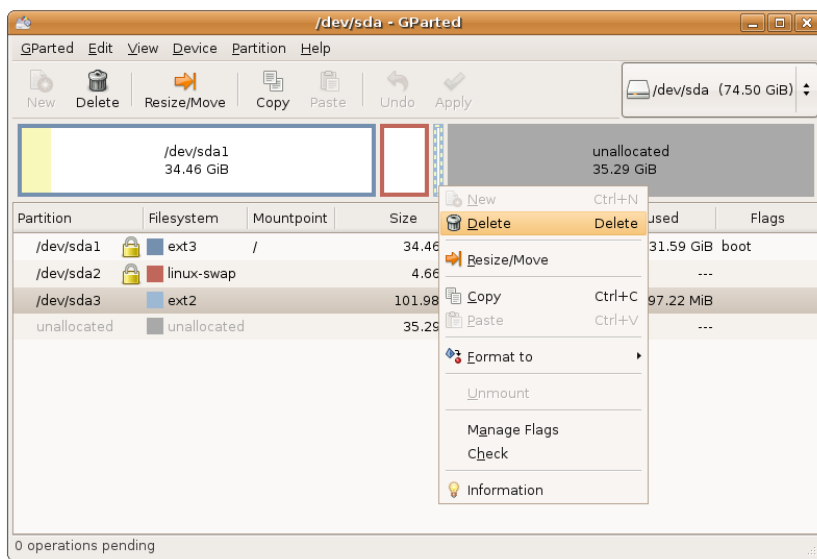 /dev/sda - GParted
GParted Edit View Device Partition Help
New Delete Resize/Move Copy Paste Undo Apply /dev/sda (74.50 GiB)
/dev/sda1
34.46 GiB
unallocated
35.29 GiB
Partition Filesystem Mountpoint Size Flags
/dev/sda1 ext3 / 34.46 31.59 GiB boot
/dev/sda2 linux-swap 4.66 ---
/dev/sda3 ext2 101.98 97.22 MiB
unallocated unallocated 35.29 ---
New Ctrl+N
Delete Delete
Resize/Move
Copy Ctrl+C
Paste Ctrl+V
Format to
Unmount
Manage Flags
Check
Information
0 operations pending